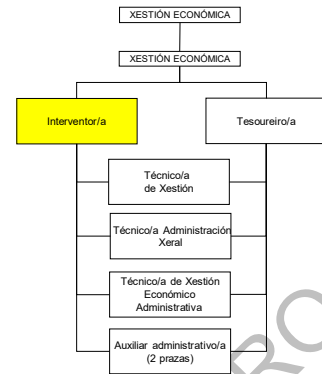 XESTIÓN ECONÓMICA
XESTIÓN ECONÓMICA
Interventor/a
Tesoureiro/a
Técnico/a
de Xestión
Técnico/a Administración
Xeral
Técnico/a de Xestión
Económico
Administrativa
Auxiliar administrativo/a
(2 prazas)